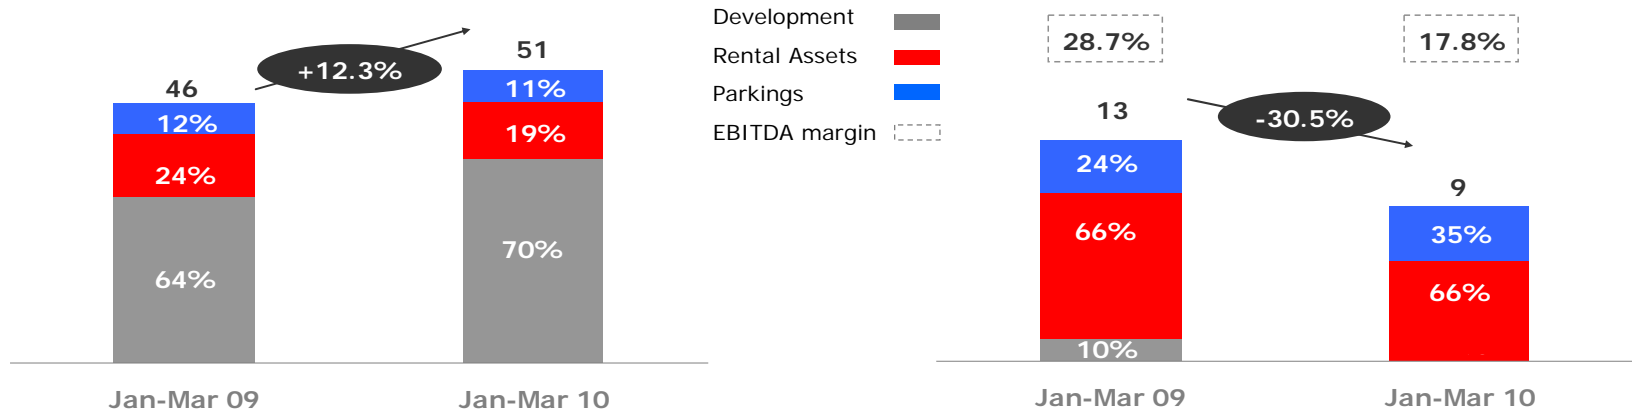 46
+12.3%
51
12%
11%
24%
19%
64%
70%
Jan-Mar 09
Jan-Mar 10
Development
Rental Assets
Parkings
EBITDA margin
28.7%
17.8%
13
-30.5%
9
24%
35%
66%
66%
10%
Jan-Mar 09
Jan-Mar 10